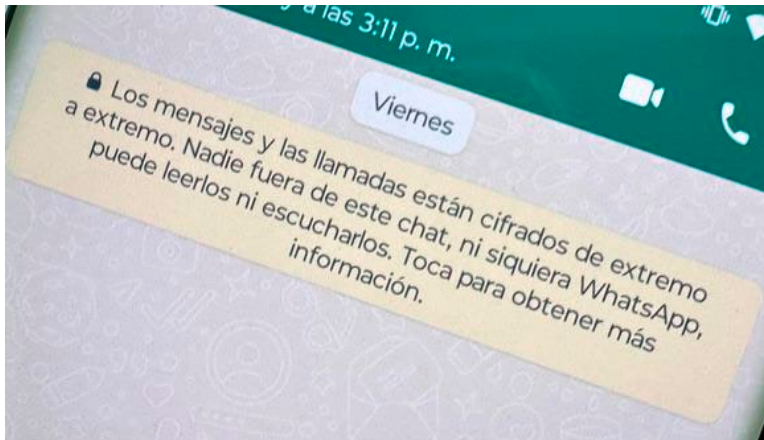 a las 3:11 p. m.
Viernes
Los mensajes y las llamadas están cifrados de extremo
a extremo. Nadie fuera de este chat, ni siquiera WhatsApp,
puede leerlos ni escucharlos. Toca para obtener más
información.